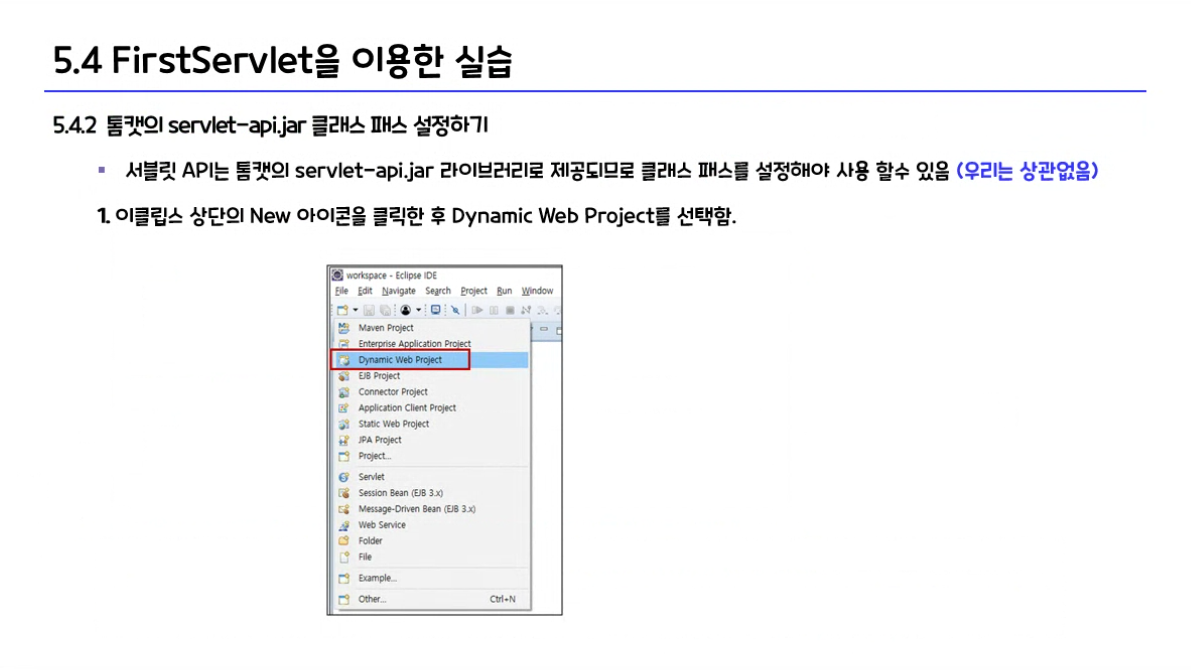 5.4 FirstServlet을 이용한 실습
5.4.2 톰캣의 servlet-api.jar 클래스 패스 설정하기
▪ 서블릿 API는 톰캣의 servlet-api.jar 라이브러리로 제공되므로 클래스 패스를 설정해야 사용 할수 있음 (우리는 상관없음)
1. 이클립스 상단의 New 아이콘을 클릭한 후 Dynamic Web Project를 선택함.
workspace - Eclipse IDE
File Edit Navigate Search Project Run Window
Maven Project
Enterprise Application Project
Dynamic Web Project
EJB Project
Connector Project
Application Client Project
Static Web Project
JPA Project
Project...
Servlet
Session Bean (EJB 3.x)
Message-Driven Bean (EJB 3.x)
Web Service
Folder
File
Example...
Other... Ctrl+N